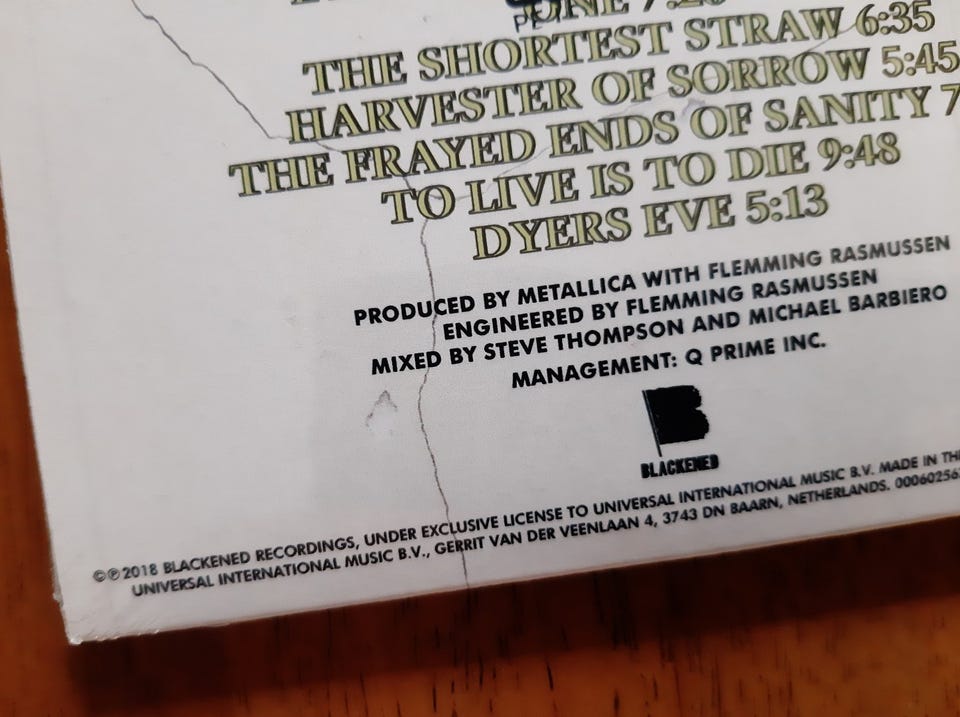 ONE
THE SHORTEST STRAW 6:35
HARVESTER OF SORROW 5:45
THE FRAYED ENDS OF SANITY 7
TO LIVE IS TO DIE 9:48
DYERS EVE 5:13
PRODUCED BY METALLICA WITH FLEMMING RASMUSSEN
ENGINEERED BY FLEMMING RASMUSSEN
MIXED BY STEVE THOMPSON AND MICHAEL BARBIERO
MANAGEMENT: Q PRIME INC.
B
BLACKENED
©℗ 2018 BLACKENED RECORDINGS, UNDER EXCLUSIVE LICENSE TO UNIVERSAL INTERNATIONAL MUSIC B.V. MADE IN
UNIVERSAL INTERNATIONAL MUSIC B.V., GERRIT VAN DER VEENLAAN 4, 3743 DN BAARN, NETHERLANDS. 00060256